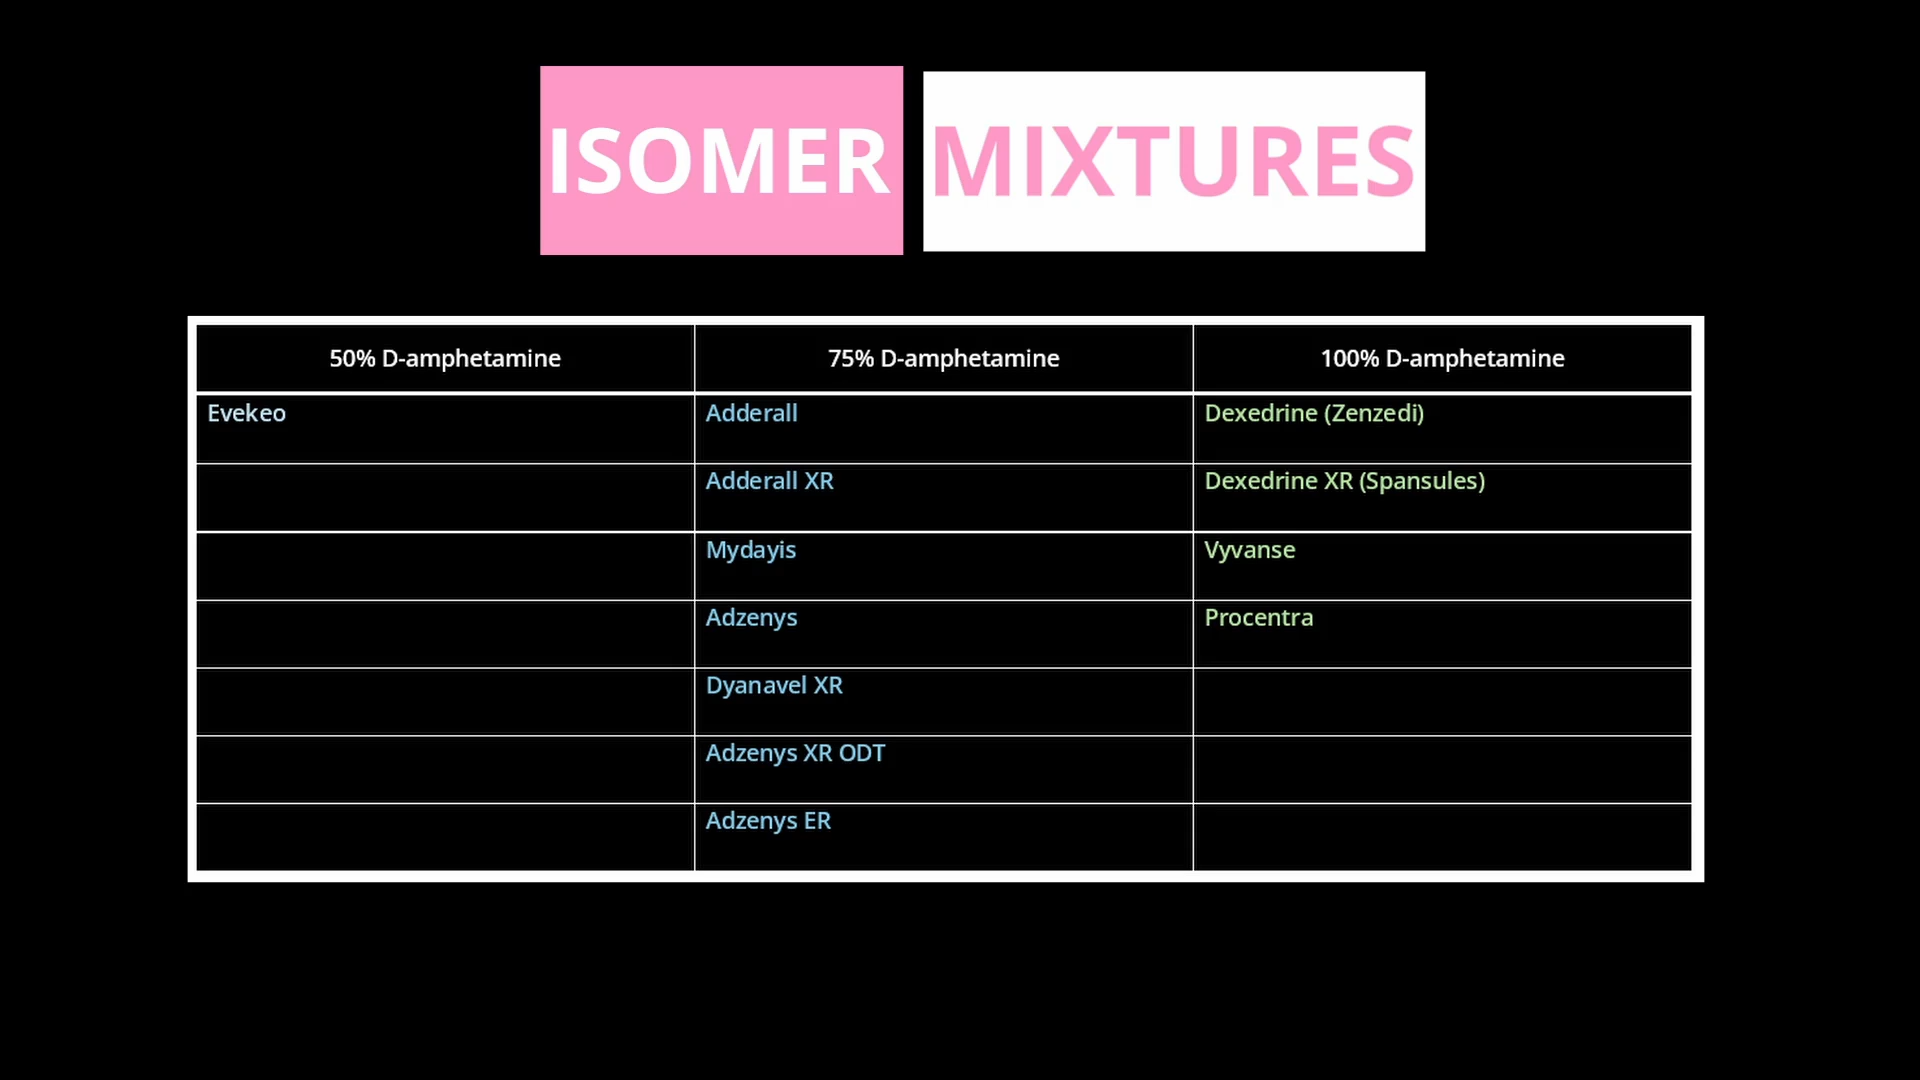 ISOMER MIXTURES
50% D-amphetamine 75% D-amphetamine 100% D-amphetamine
Evekeo Adderall Dexedrine (Zenzedi)
Adderall XR Dexedrine XR (Spansules)
Mydayis Vyvanse
Adzenys Procentra
Dyanavel XR
Adzenys XR ODT
Adzenys ER